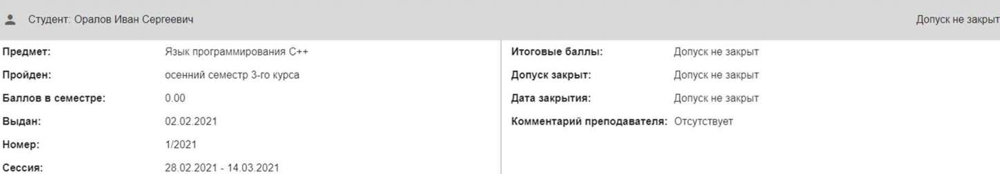 Студент: Оралов Иван Сергеевич
Допуск не закрыт
Предмет: Язык программирования C++
Пройден: осенний семестр 3-го курса
Баллов в семестре: 0.00
Выдан: 02.02.2021
Номер: 1/2021
Сессия: 28.02.2021 - 14.03.2021
Итоговые баллы: Допуск не закрыт
Допуск закрыт: Допуск не закрыт
Дата закрытия: Допуск не закрыт
Комментарий преподавателя: Отсутствует